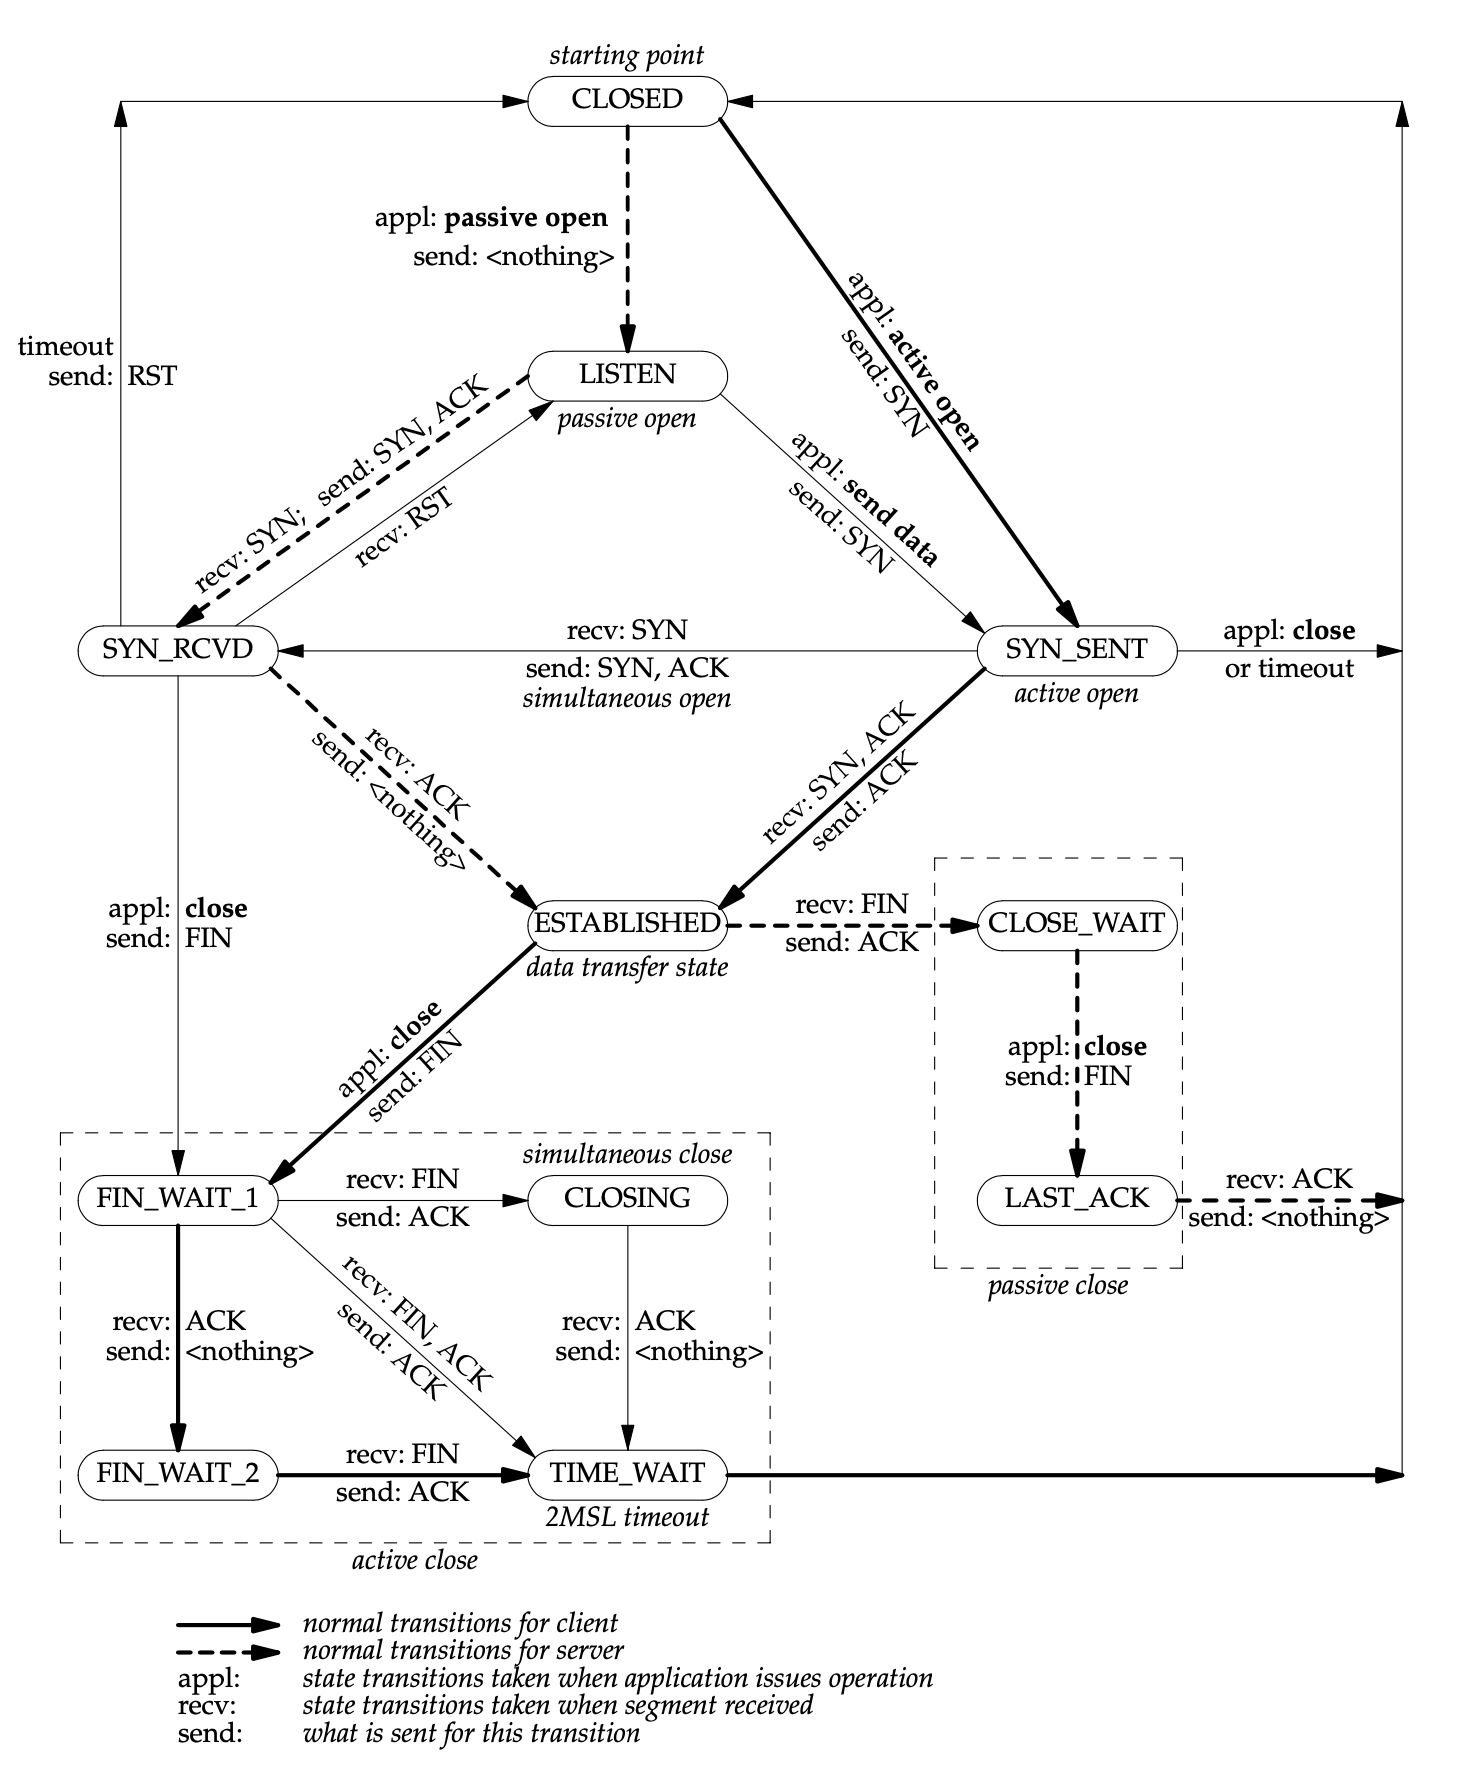 starting point
CLOSED
appl: passive open
send: <nothing>
appl: active open
send: SYN
timeout
send: RST
LISTEN
passive open
recv: SYN; send: SYN, ACK
recv: RST
appl: send data
send: SYN
SYN_RCVD
recv: SYN
send: SYN, ACK
simultaneous open
SYN_SENT
active open
appl: close
or timeout
recv: ACK
send: <nothing>
recv: SYN, ACK
send: ACK
appl: close
send: FIN
ESTABLISHED
data transfer state
recv: FIN
send: ACK
CLOSE_WAIT
appl: close
send: FIN
appl: close
send: FIN
simultaneous close
FIN_WAIT_1
recv: FIN
send: ACK
CLOSING
LAST_ACK
recv: ACK
send: <nothing>
passive close
recv: ACK
send: <nothing>
recv: FIN, ACK
send: ACK
recv: ACK
send: <nothing>
FIN_WAIT_2
recv: FIN
send: ACK
TIME_WAIT
2MSL timeout
active close
normal transitions for client
normal transitions for server
appl: state transitions taken when application issues operation
recv: state transitions taken when segment received
send: what is sent for this transition